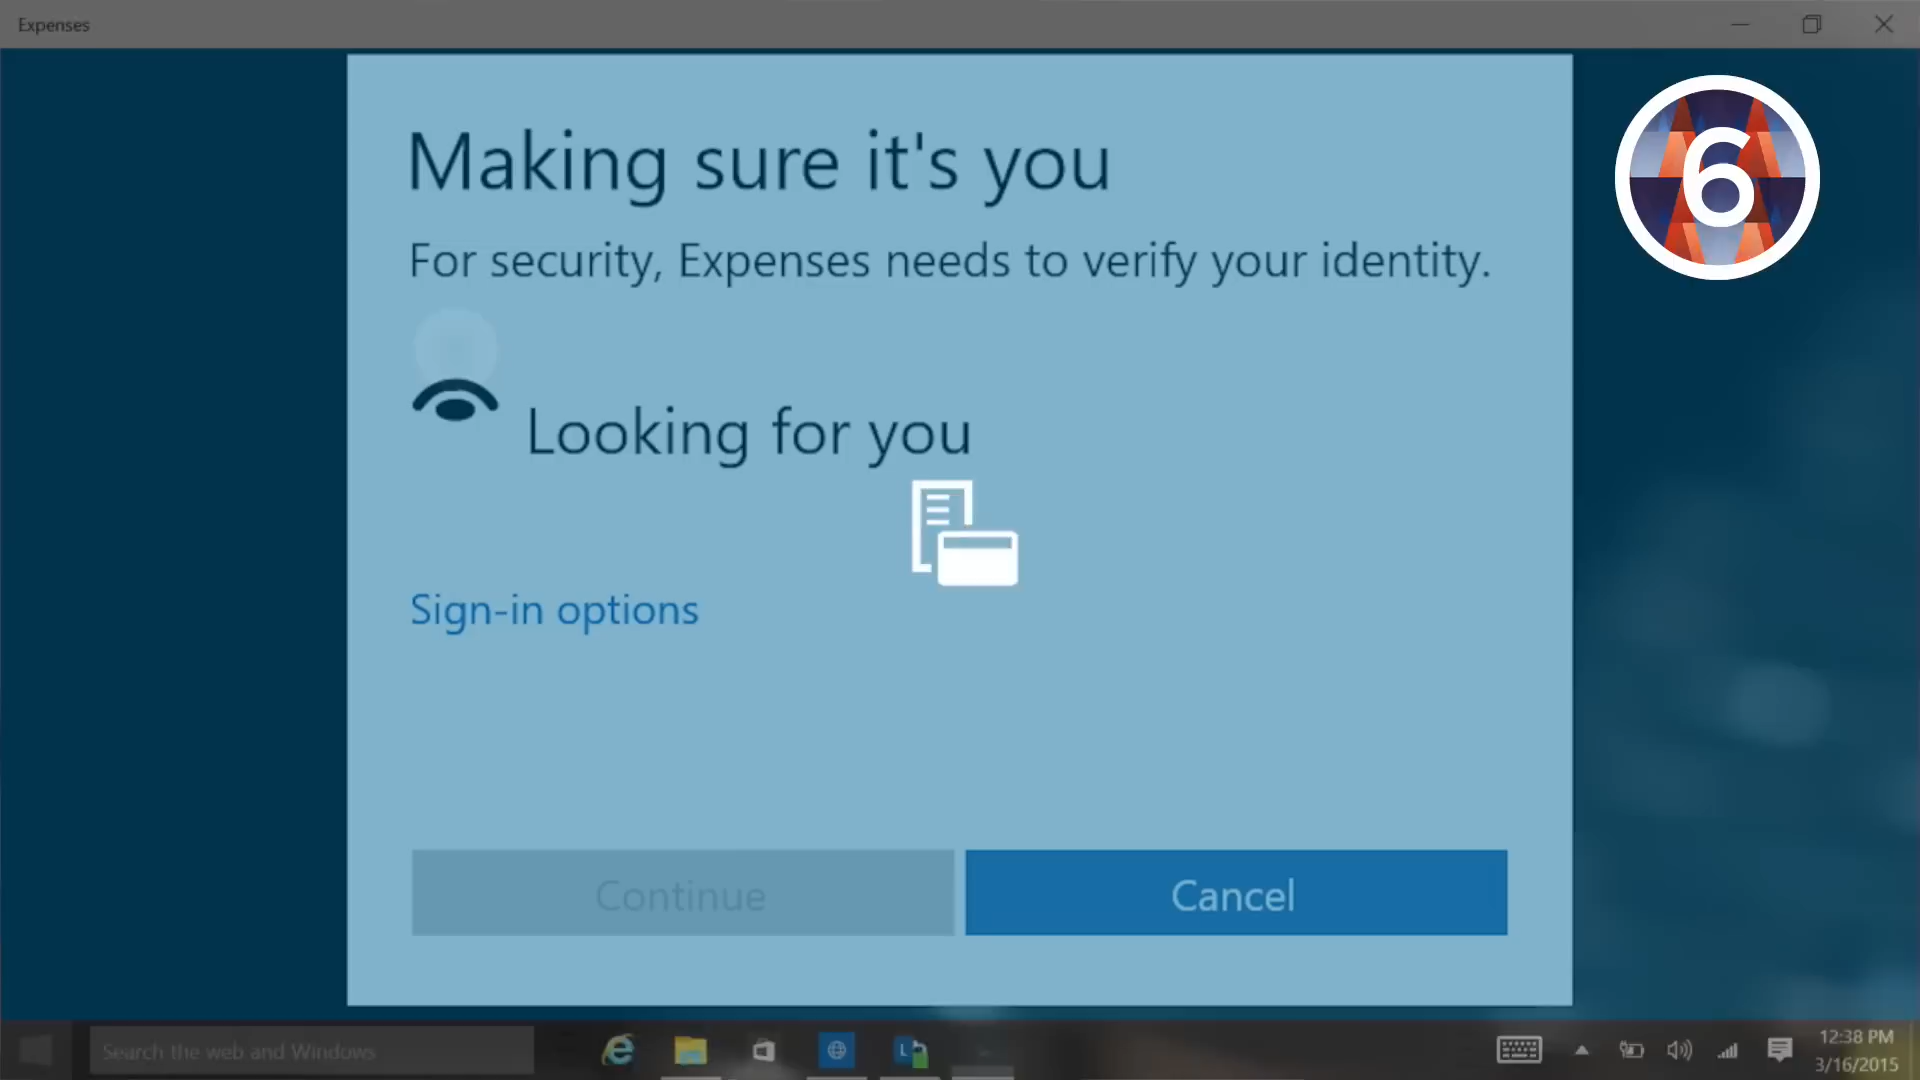 Expenses
Making sure it's you
For security, Expenses needs to verify your identity.
Looking for you
Sign-in options
Continue
Cancel
6
Search the web and Windows
L
12:38 PM
3/16/2015